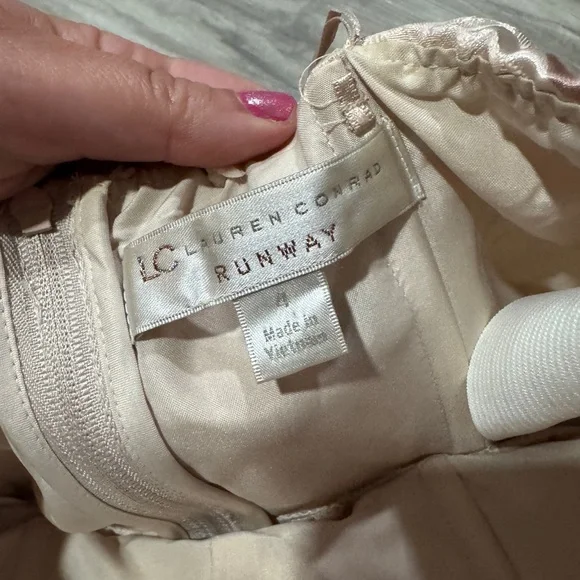 LC LAUREN CONRAD
RUNWAY
4
Made in
Vietnam